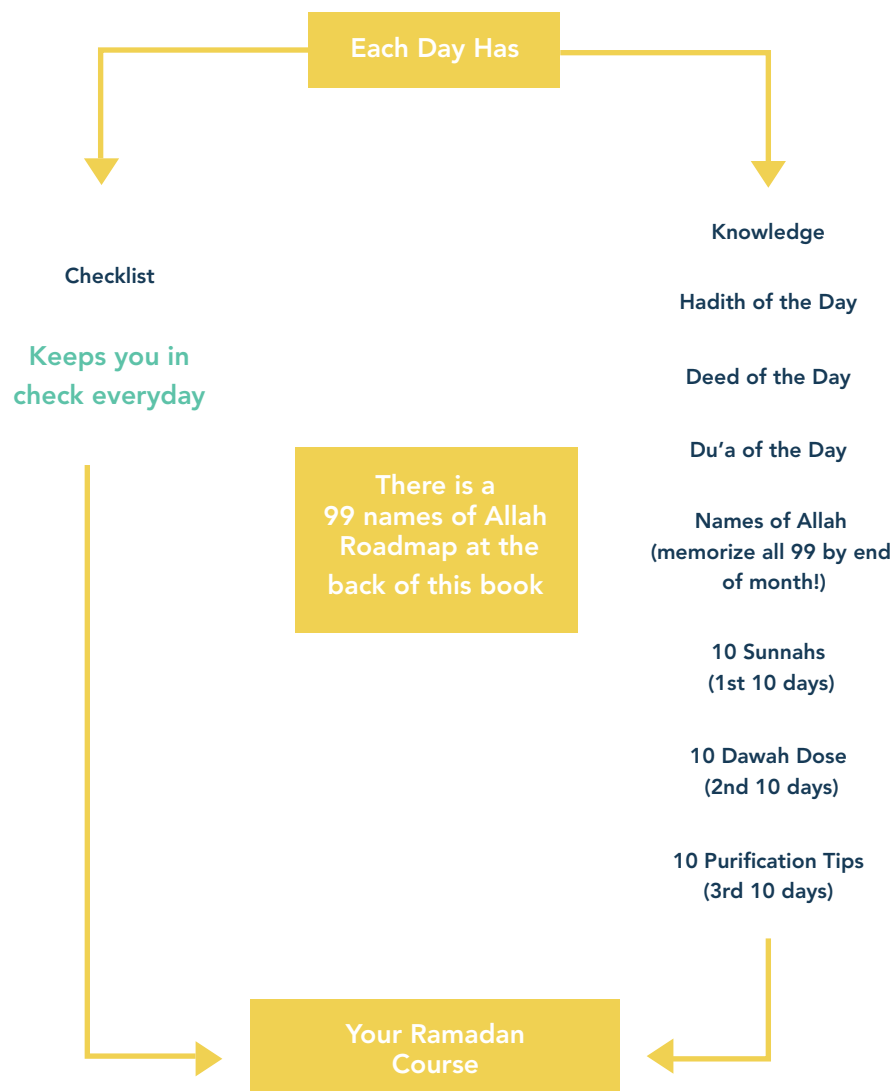 Each Day Has
Checklist
Keeps you in
check everyday
Knowledge
Hadith of the Day
Deed of the Day
Du’a of the Day
Names of Allah
(memorize all 99 by end
of month!)
10 Sunnahs
(1st 10 days)
10 Dawah Dose
(2nd 10 days)
10 Purification Tips
(3rd 10 days)
There is a
99 names of Allah
Roadmap at the
back of this book
Your Ramadan
Course